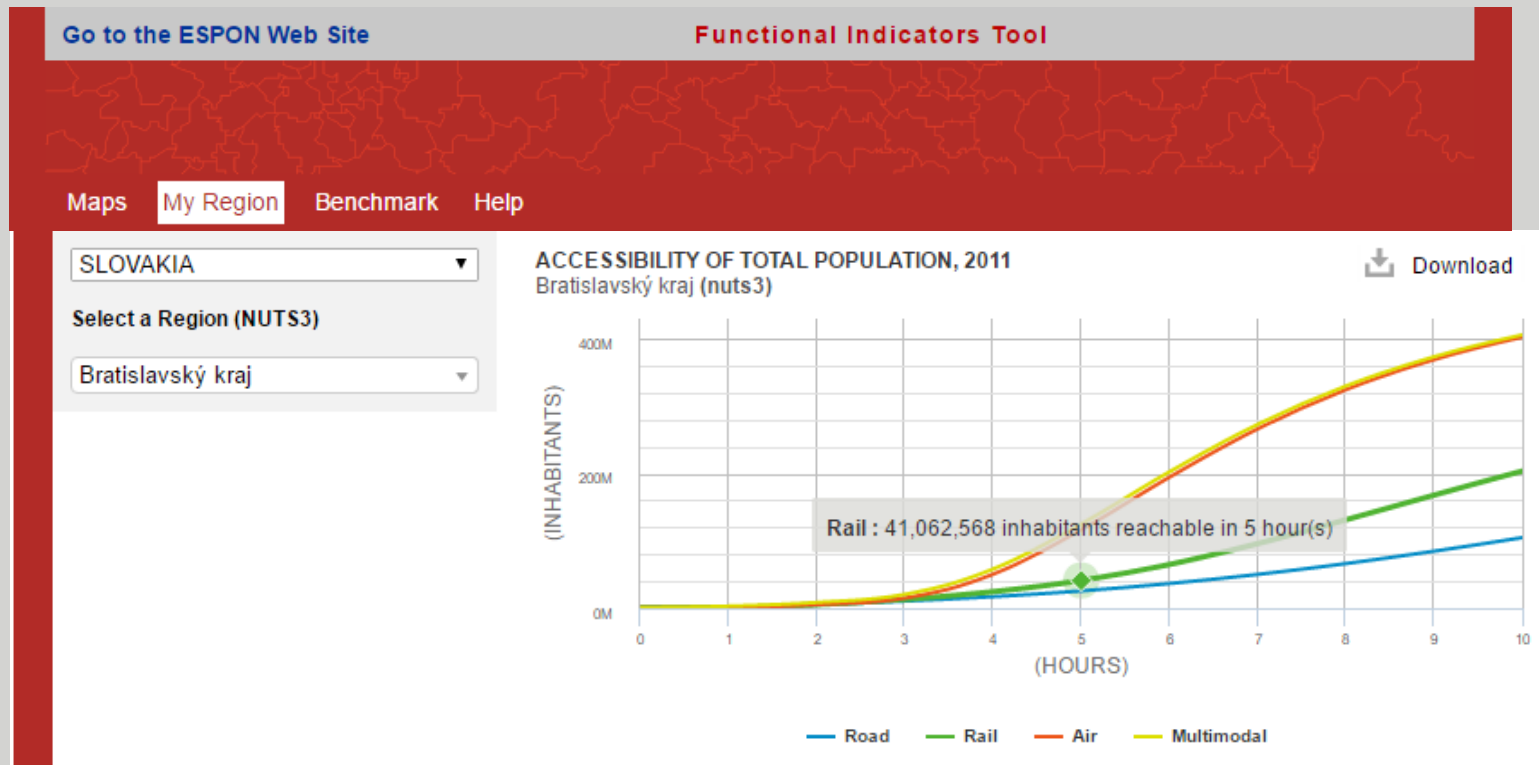 Go to the ESPON Web Site
Functional Indicators Tool
Maps My Region Benchmark Help
SLOVAKIA
Select a Region (NUTS3)
Bratislavský kraj
ACCESSIBILITY OF TOTAL POPULATION, 2011
Bratislavský kraj (nuts3)
Download
(INHABITANTS)
400M
200M
0M
Rail : 41,062,568 inhabitants reachable in 5 hour(s)
0 1 2 3 4 5 6 7 8 9 10
(HOURS)
Road Rail Air Multimodal